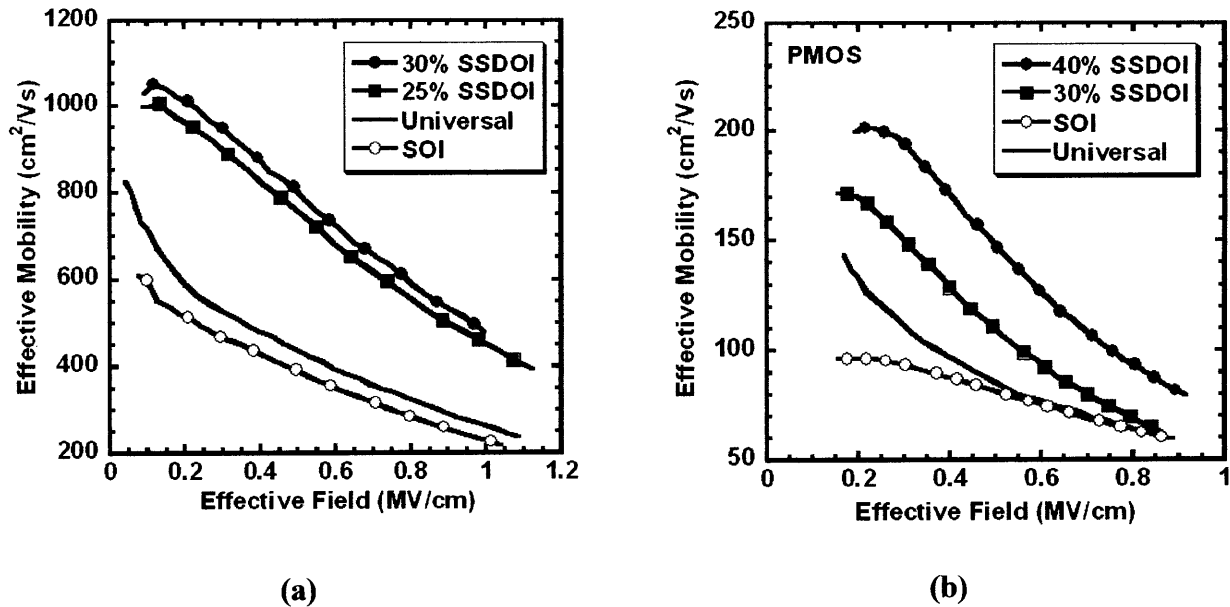 1200
1000
800
600
400
200
0
0.2
0.4
0.6
0.8
1
1.2
Effective Mobility (cm²/Vs)
Effective Field (MV/cm)
30% SSDOI
25% SSDOI
Universal
SOI
(a)
PMOS
250
200
150
100
50
0
0.2
0.4
0.6
0.8
1
Effective Mobility (cm²/Vs)
Effective Field (MV/cm)
40% SSDOI
30% SSDOI
SOI
Universal
(b)